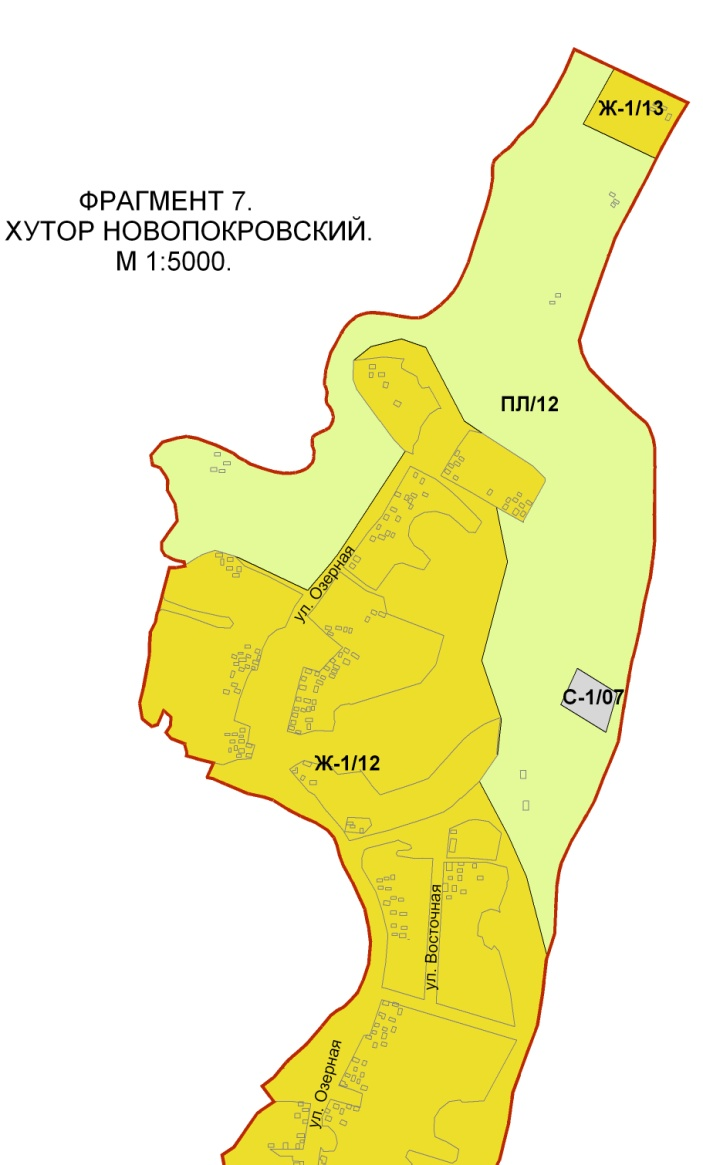 Ж-1/13
ФРАГМЕНТ 7.
ХУТОР НОВОПОКРОВСКИЙ.
М 1:5000.
ПЛ/12
ул. Озерная
С-1/07
Ж-1/12
ул. Восточная
ул. Озерная